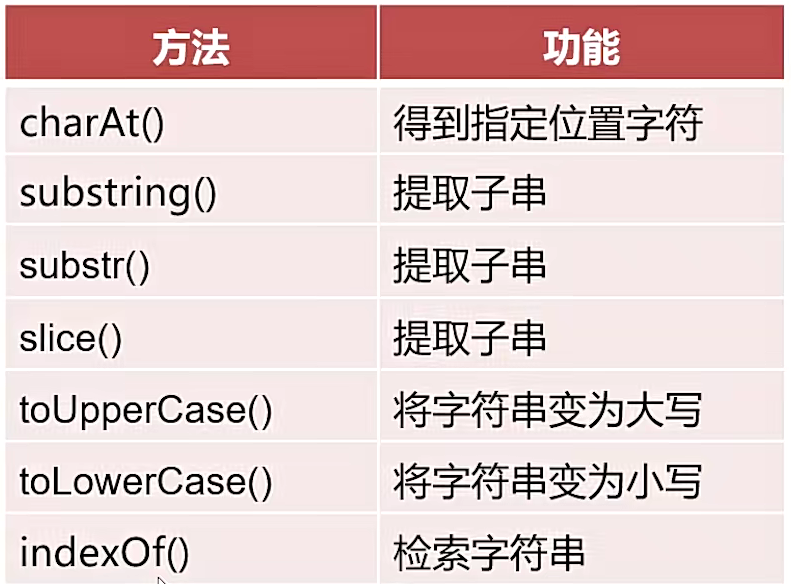 方法 功能
charAt() 得到指定位置字符
substring() 提取子串
substr() 提取子串
slice() 提取子串
toUpperCase() 将字符串变为大写
toLowerCase() 将字符串变为小写
indexOf() 检索字符串